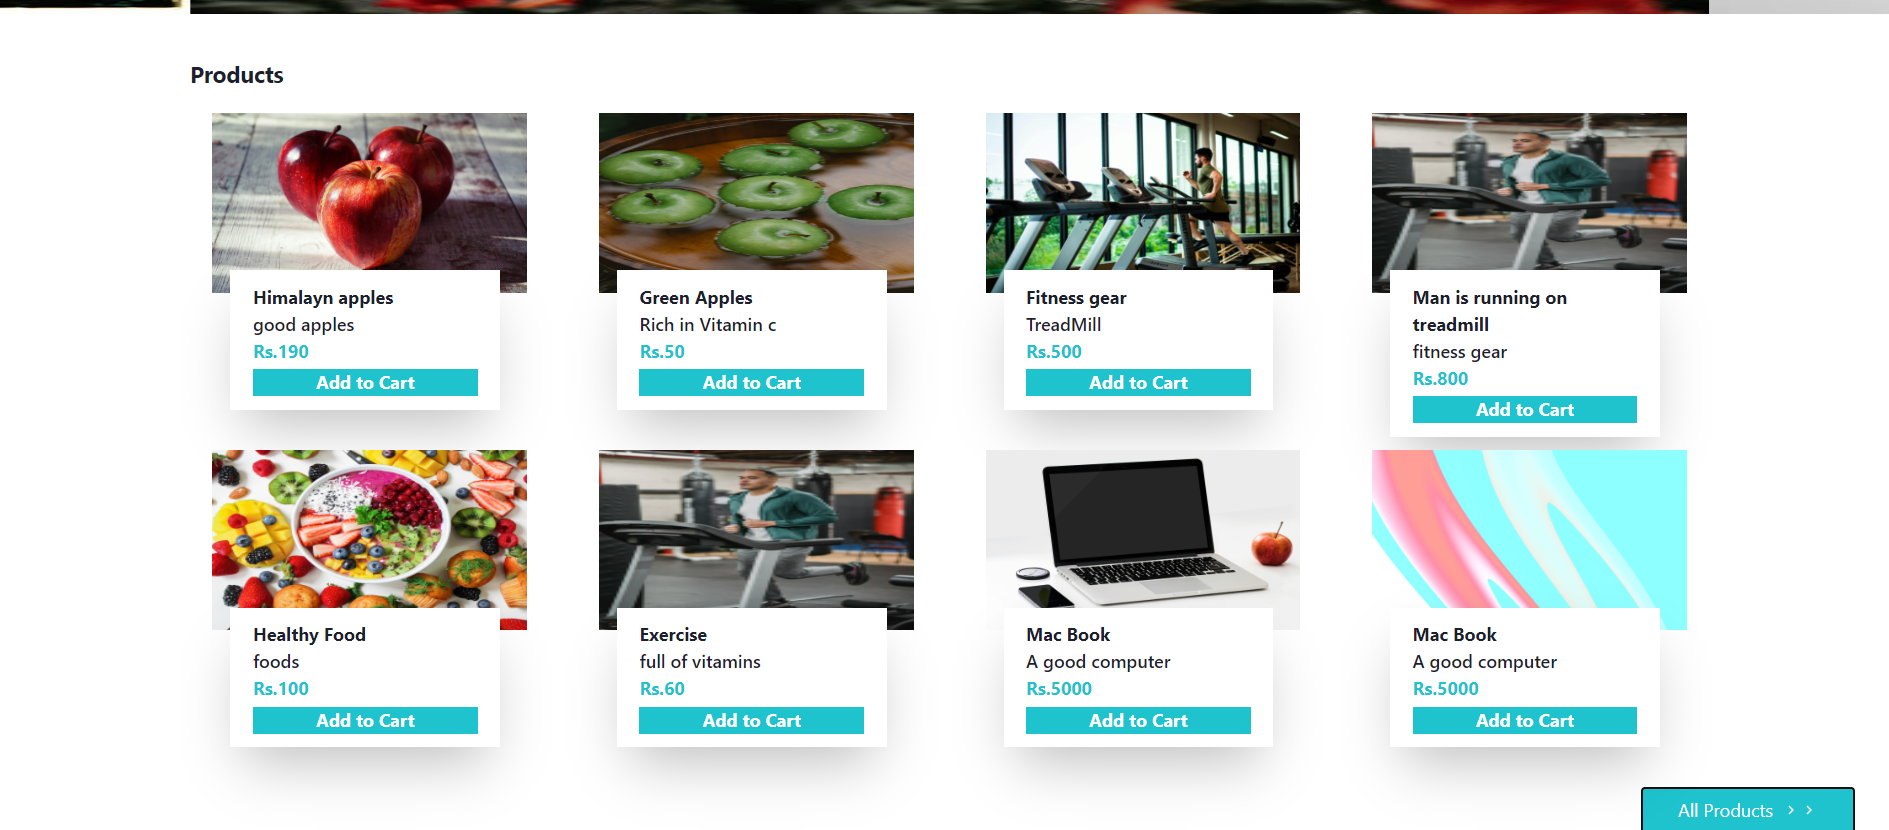 Products
Himalayn apples
good apples
Rs.190
Add to Cart
Green Apples
Rich in Vitamin c
Rs.50
Add to Cart
Fitness gear
TreadMill
Rs.500
Add to Cart
Man is running on
treadmill
fitness gear
Rs.800
Add to Cart
Healthy Food
foods
Rs.100
Add to Cart
Exercise
full of vitamins
Rs.60
Add to Cart
Mac Book
A good computer
Rs.5000
Add to Cart
Mac Book
A good computer
Rs.5000
Add to Cart
All Products